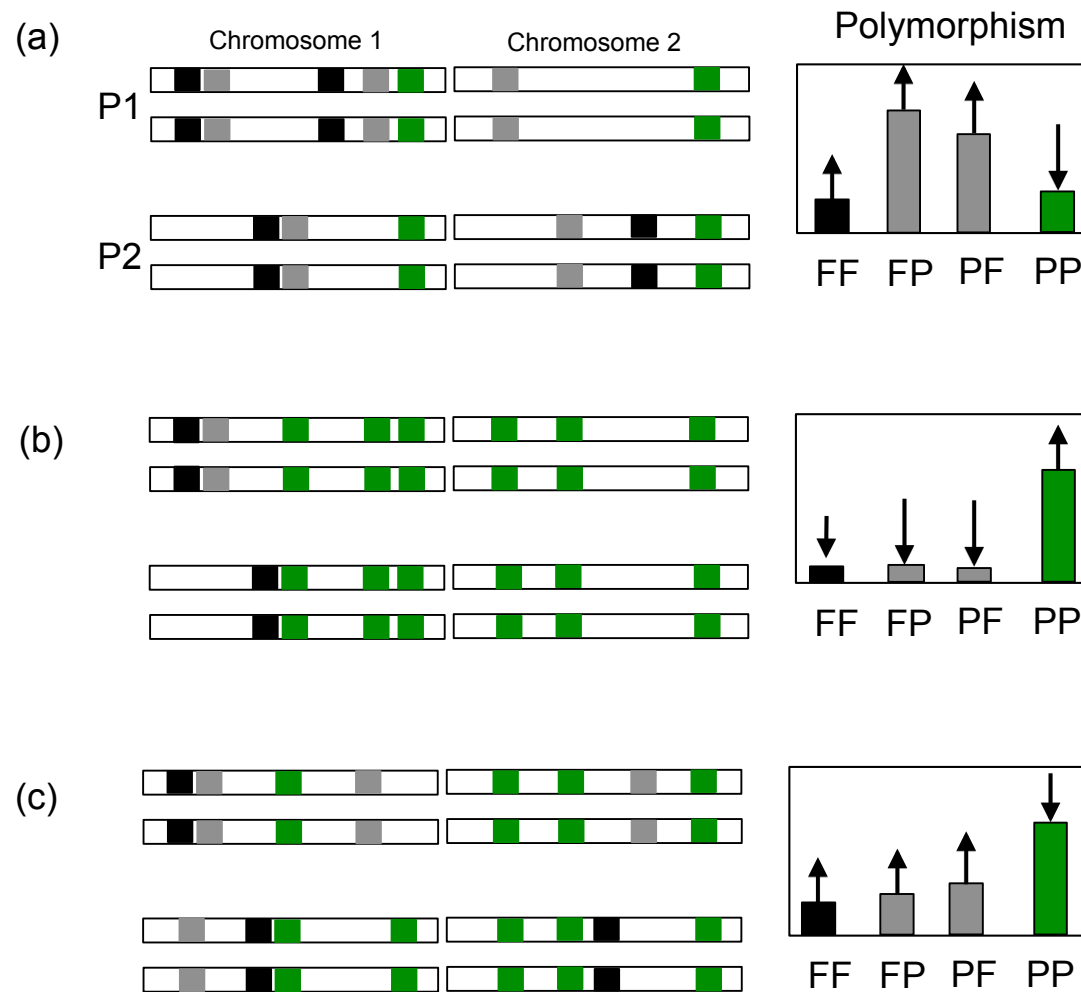 (a)
Chromosome 1
Chromosome 2
Polymorphism
P1
P2
FF FP PF PP
(b)
FF FP PF PP
(c)
FF FP PF PP